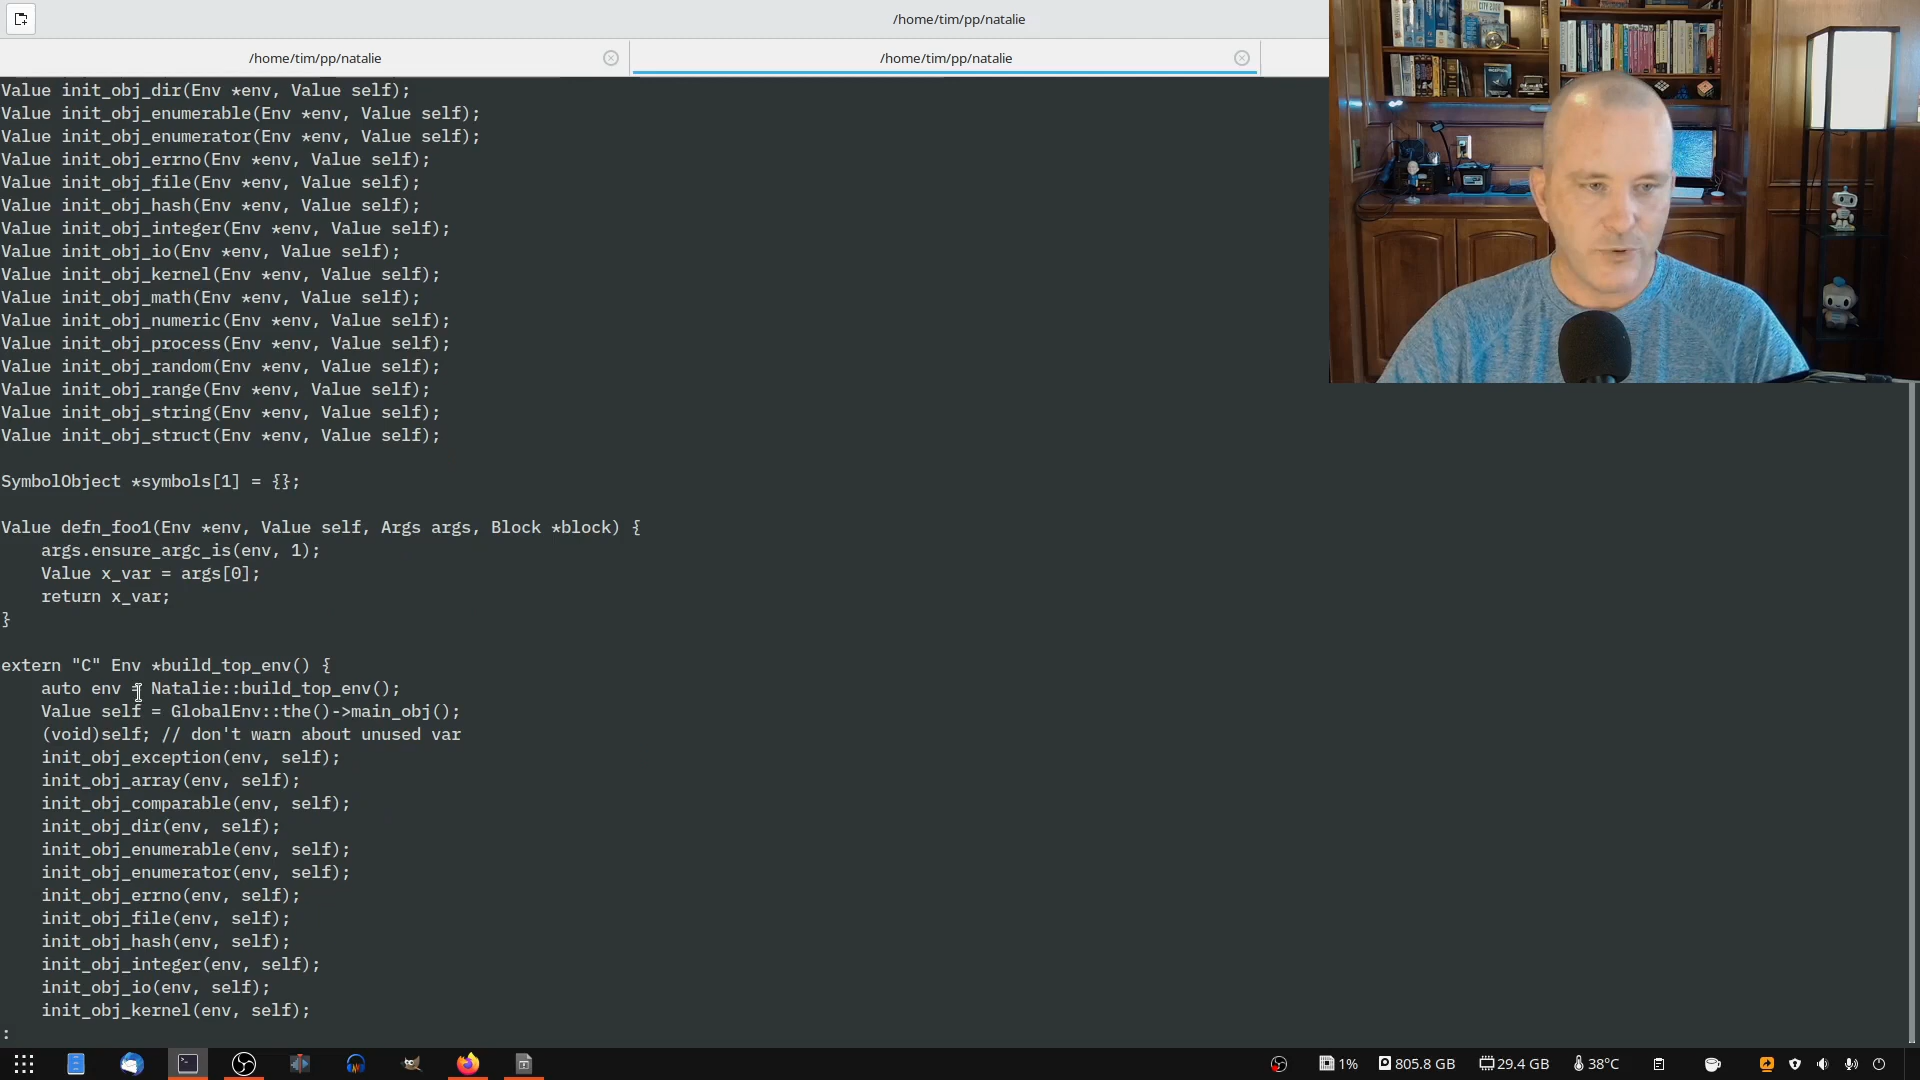 /home/tim/pp/natalie
/home/tim/pp/natalie
/home/tim/pp/natalie
Value init_obj_dir(Env *env, Value self);
Value init_obj_enumerable(Env *env, Value self);
Value init_obj_enumerator(Env *env, Value self);
Value init_obj_errno(Env *env, Value self);
Value init_obj_file(Env *env, Value self);
Value init_obj_hash(Env *env, Value self);
Value init_obj_integer(Env *env, Value self);
Value init_obj_io(Env *env, Value self);
Value init_obj_kernel(Env *env, Value self);
Value init_obj_math(Env *env, Value self);
Value init_obj_numeric(Env *env, Value self);
Value init_obj_process(Env *env, Value self);
Value init_obj_random(Env *env, Value self);
Value init_obj_range(Env *env, Value self);
Value init_obj_string(Env *env, Value self);
Value init_obj_struct(Env *env, Value self);
SymbolObject *symbols[1] = {};
Value defn_foo1(Env *env, Value self, Args args, Block *block) {
    args.ensure_argc_is(env, 1);
    Value x_var = args[0];
    return x_var;
}
extern "C" Env *build_top_env() {
    auto env = Natalie::build_top_env();
    Value self = GlobalEnv::the()->main_obj();
    (void)self; // don't warn about unused var
    init_obj_exception(env, self);
    init_obj_array(env, self);
    init_obj_comparable(env, self);
    init_obj_dir(env, self);
    init_obj_enumerable(env, self);
    init_obj_enumerator(env, self);
    init_obj_errno(env, self);
    init_obj_file(env, self);
    init_obj_hash(env, self);
    init_obj_integer(env, self);
    init_obj_io(env, self);
    init_obj_kernel(env, self);
:
1% 805.8 GB 29.4 GB 38°C